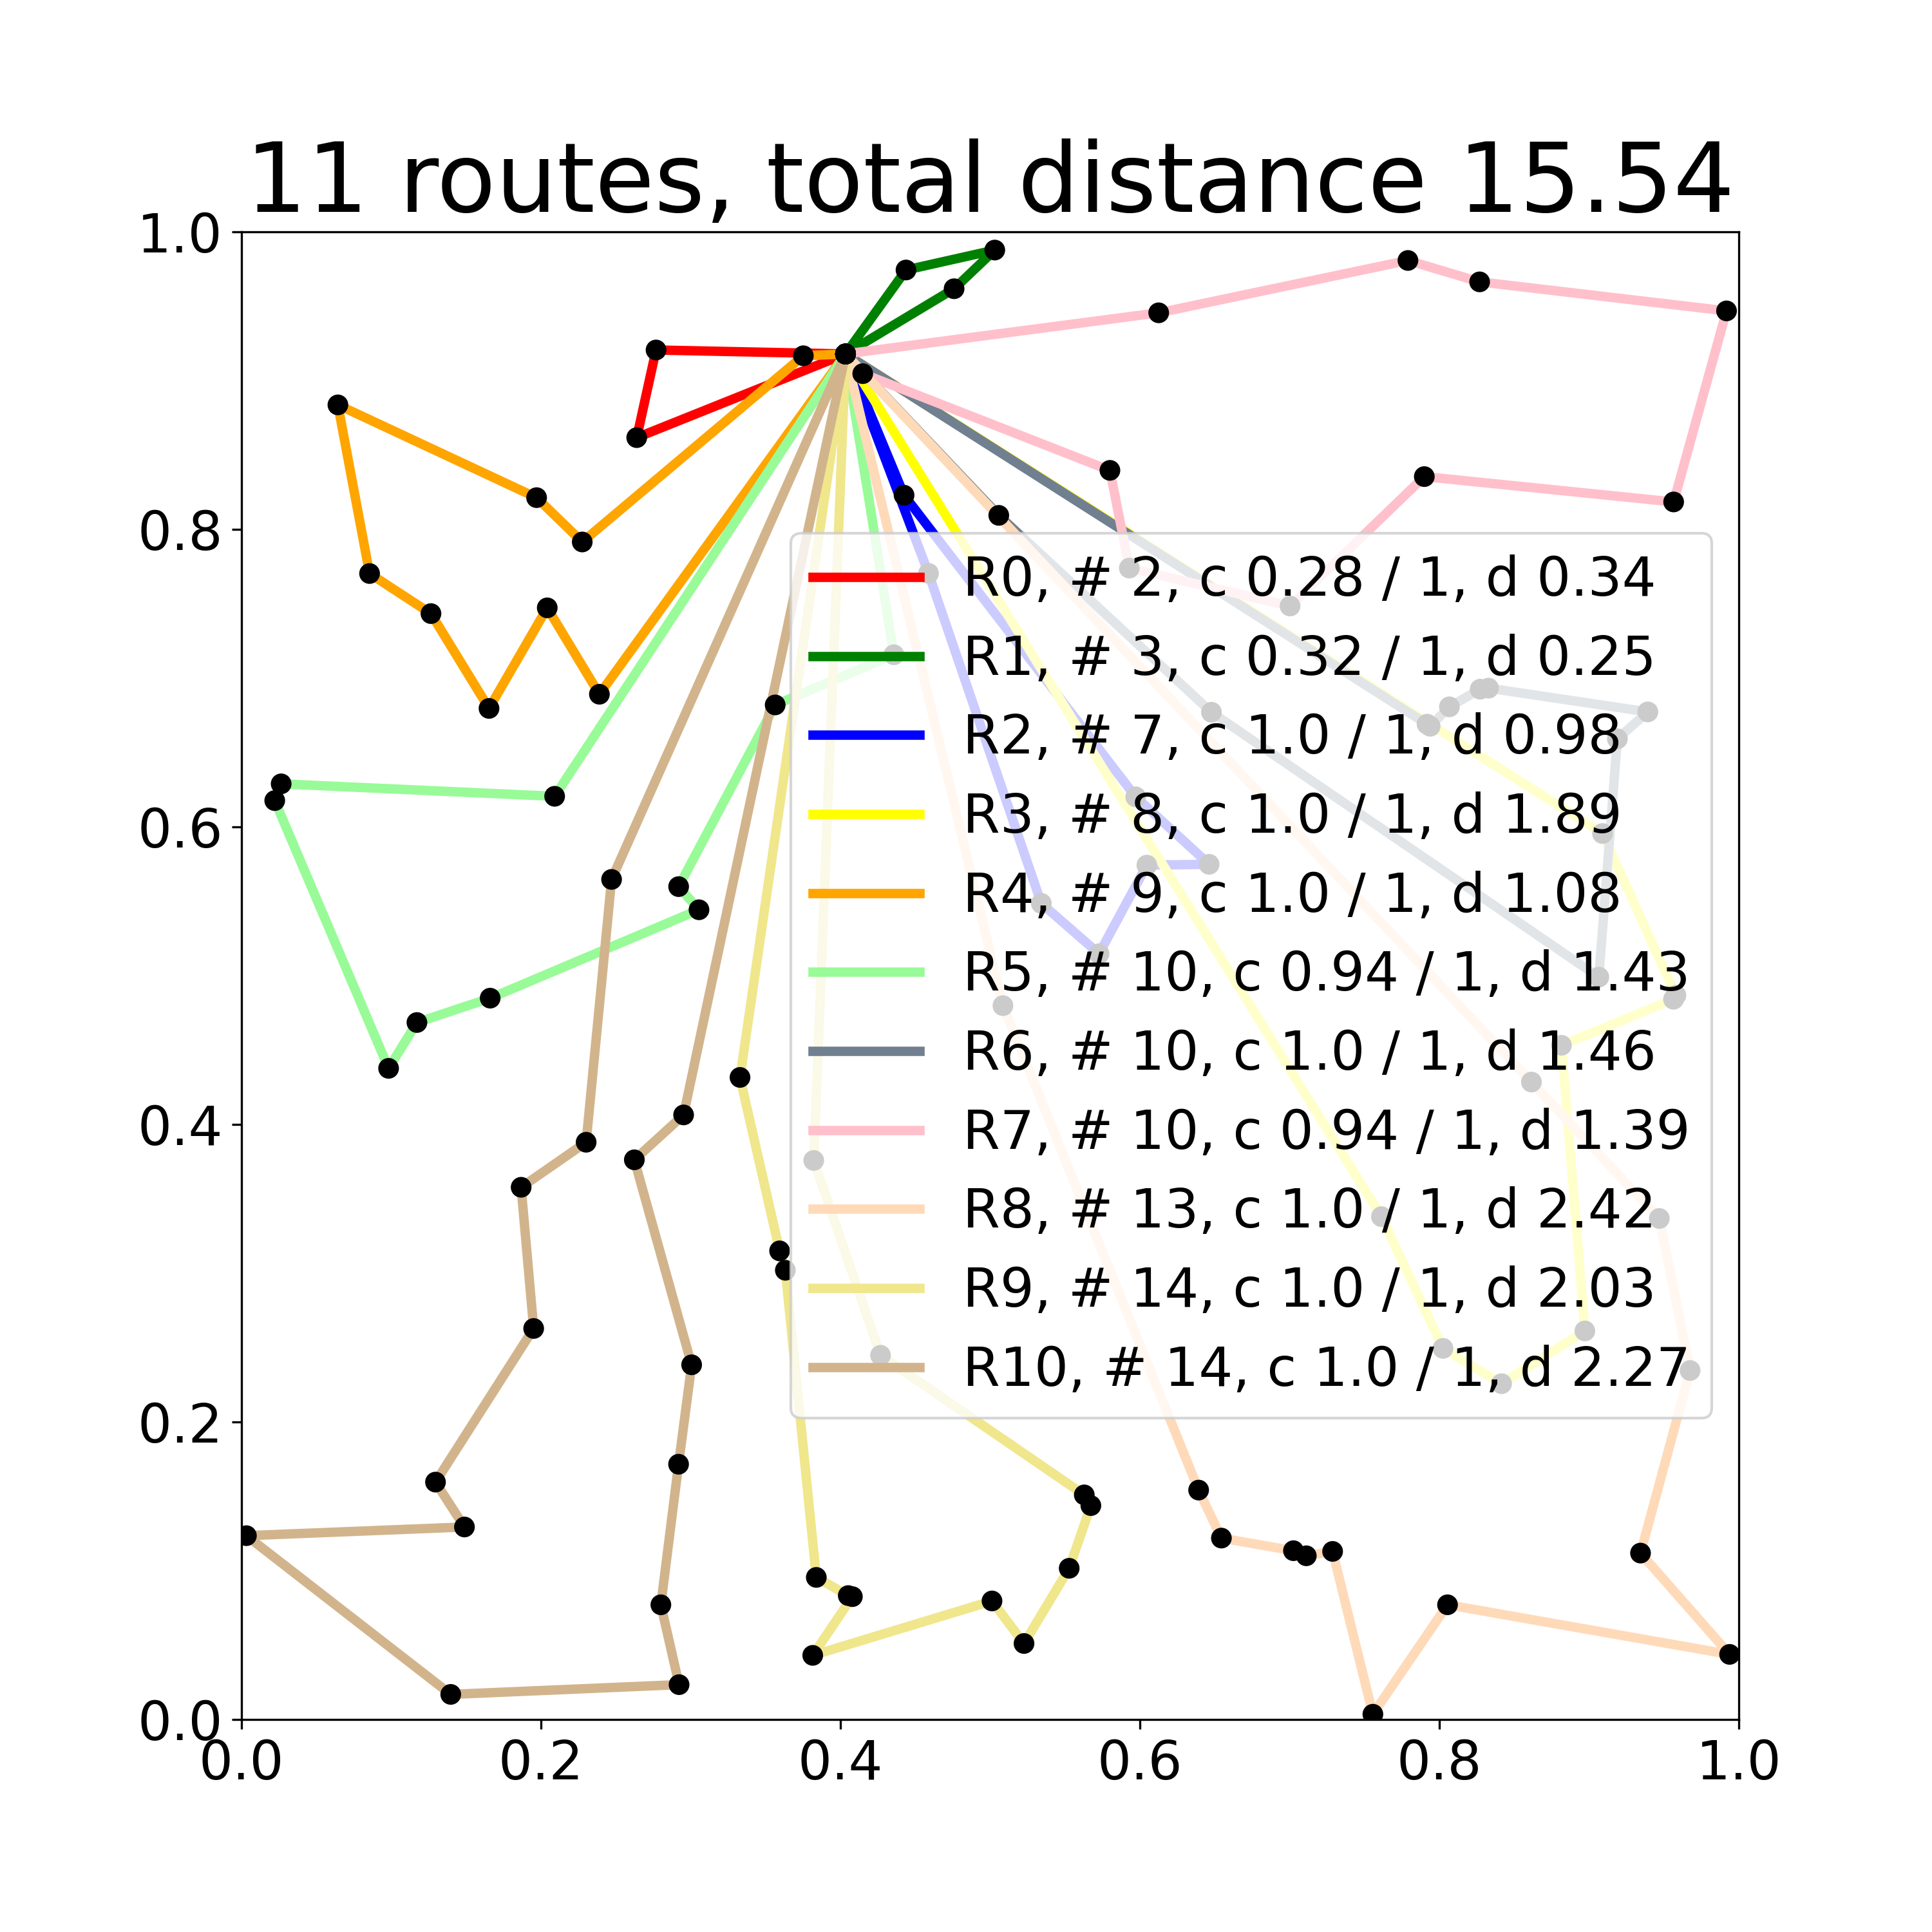 11 routes, total distance 15.54
1.0
0.8
0.6
0.4
0.2
0.0
0.0 0.2 0.4 0.6 0.8 1.0
R0, # 2, c 0.28 / 1, d 0.34
R1, # 3, c 0.32 / 1, d 0.25
R2, # 7, c 1.0 / 1, d 0.98
R3, # 8, c 1.0 / 1, d 1.89
R4, # 9, c 1.0 / 1, d 1.08
R5, # 10, c 0.94 / 1, d 1.43
R6, # 10, c 1.0 / 1, d 1.46
R7, # 10, c 0.94 / 1, d 1.39
R8, # 13, c 1.0 / 1, d 2.42
R9, # 14, c 1.0 / 1, d 2.03
R10, # 14, c 1.0 / 1, d 2.27